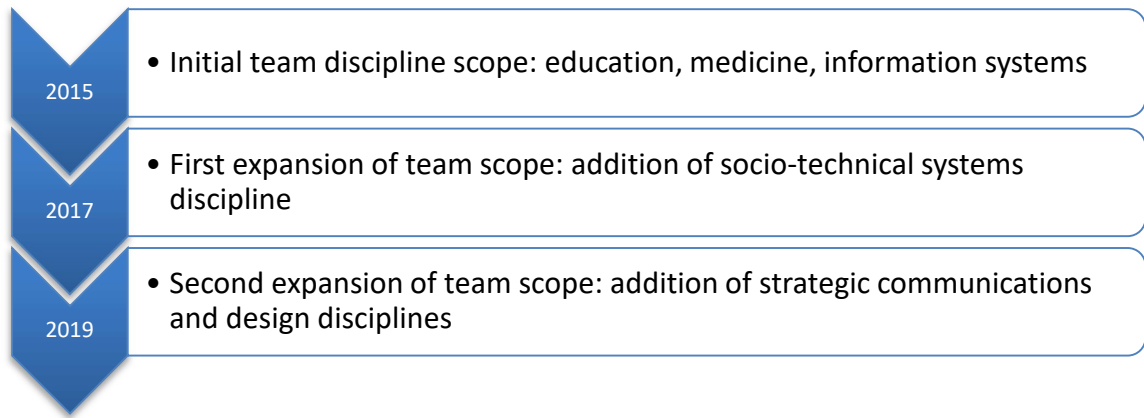 2015
• Initial team discipline scope: education, medicine, information systems
2017
• First expansion of team scope: addition of socio-technical systems
discipline
2019
• Second expansion of team scope: addition of strategic communications
and design disciplines